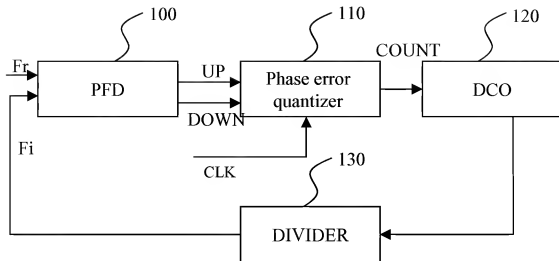 100
110
120
Fr
PFD
UP
DOWN
Phase error
quantizer
COUNT
DCO
Fi
CLK
130
DIVIDER